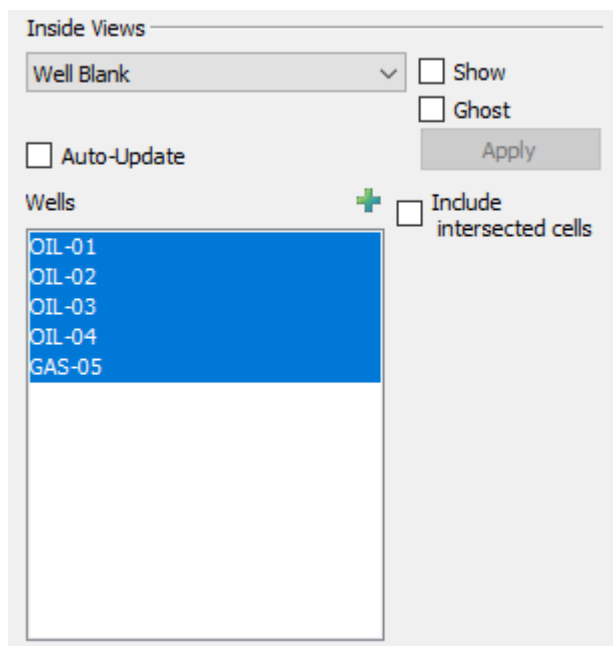 Inside Views
Well Blank
Show
Ghost
Auto-Update
Apply
Wells
Include
intersected cells
OIL-01
OIL-02
OIL-03
OIL-04
GAS-05